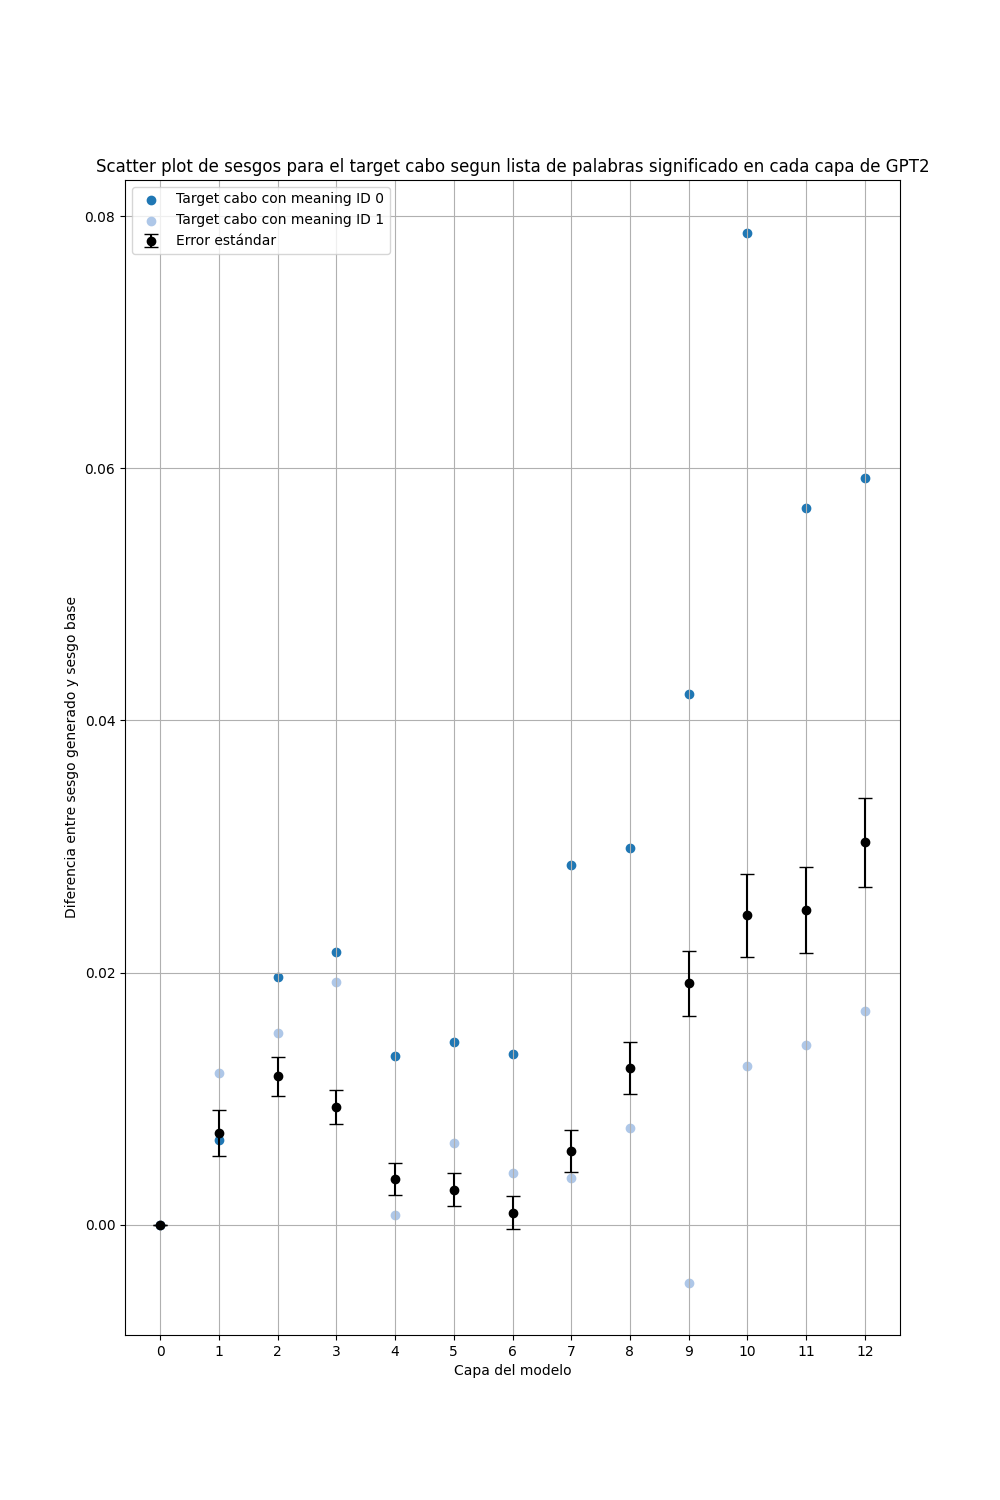 Scatter plot de sesgos para el target cabo segun lista de palabras significado en cada capa de GPT2
Target cabo con meaning ID 0
Target cabo con meaning ID 1
Error estándar
0.08
0.06
0.04
0.02
0.00
Diferencia entre sesgo generado y sesgo base
0 1 2 3 4 5 6 7 8 9 10 11 12
Capa del modelo